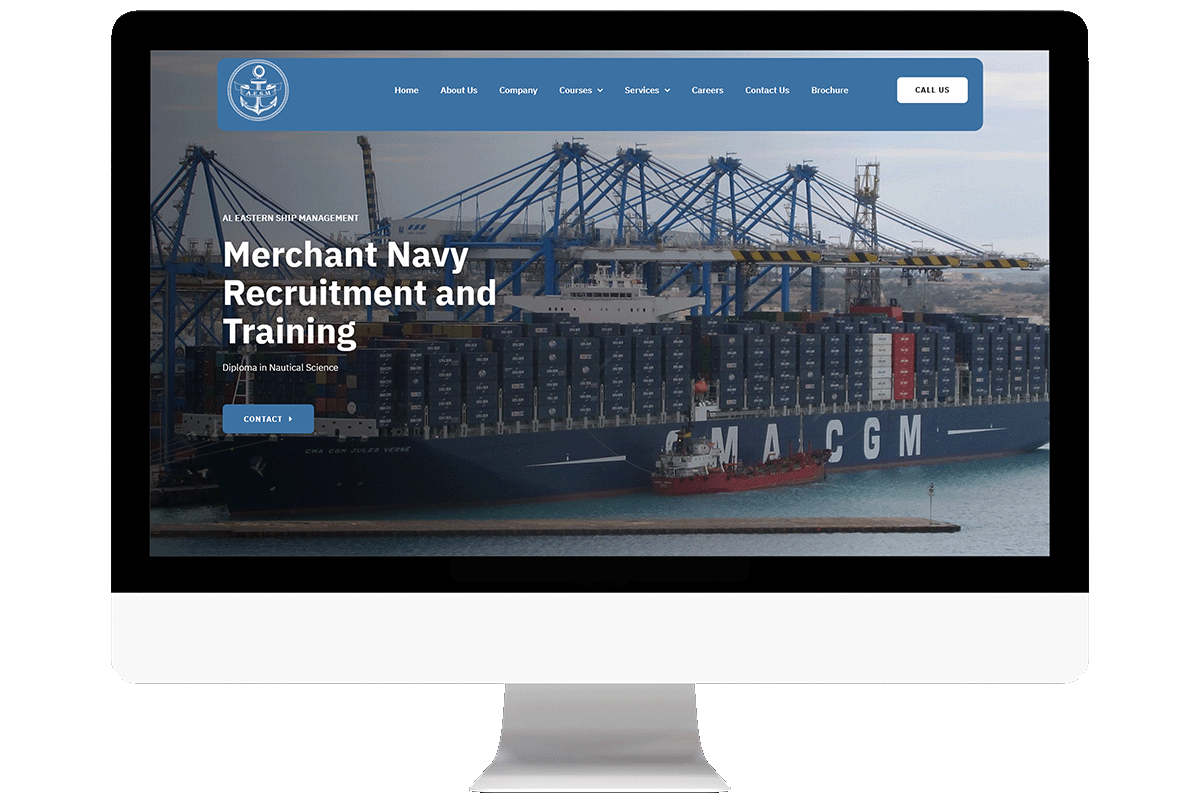 A.E.S.M
Home
About Us
Company
Courses
Services
Careers
Contact Us
Brochure
CALL US
AL EASTERN SHIP MANAGEMENT
Merchant Navy
Recruitment and
Training
Diploma in Nautical Science
CONTACT
CMA CGM JULES VERNE
CMA CGM